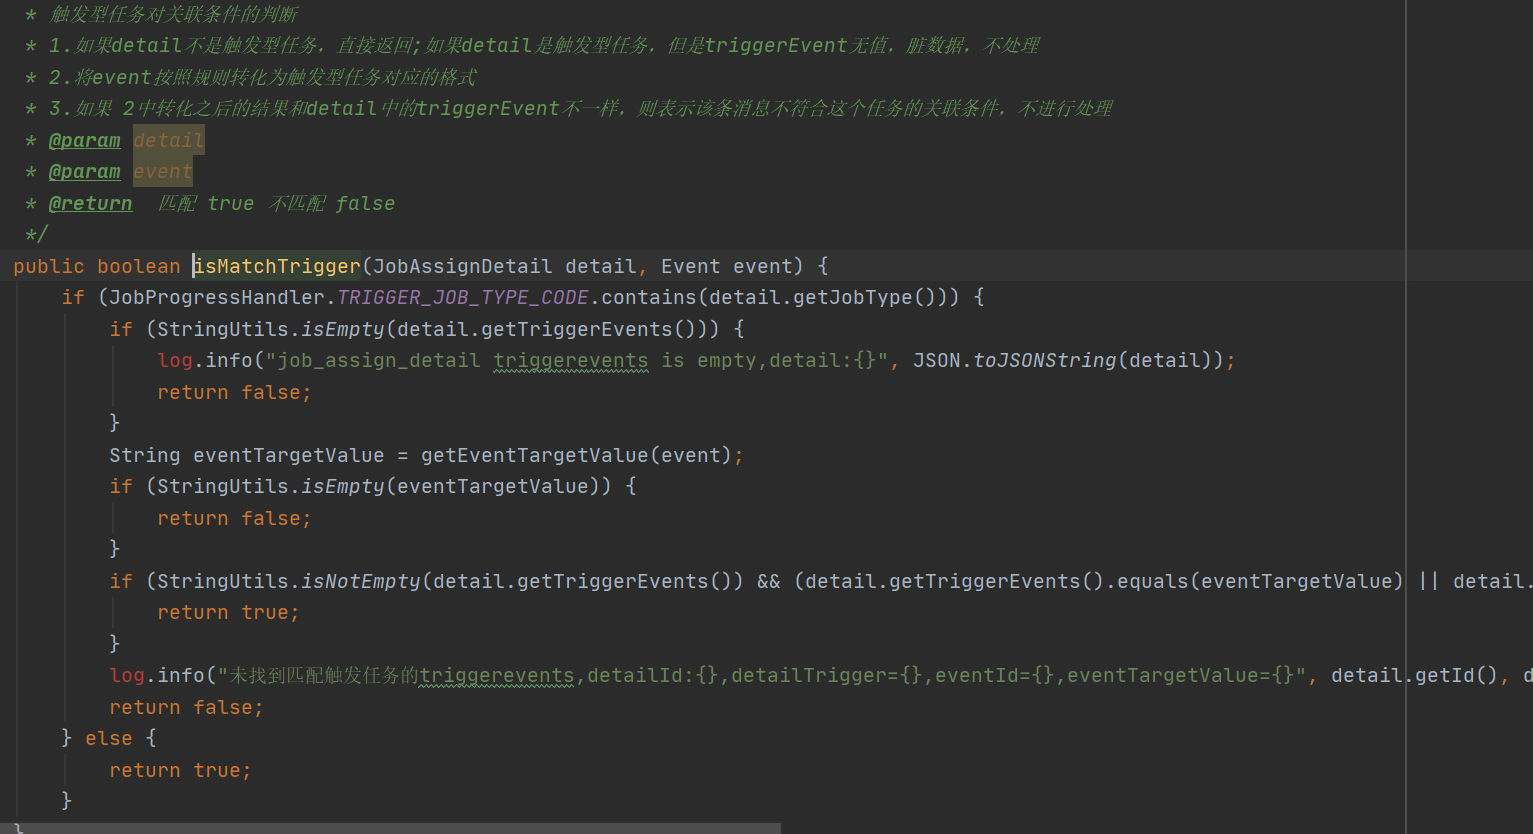 * 触发型任务对关联条件的判断
* 1.如果detail不是触发型任务，直接返回;如果detail是触发型任务，但是triggerEvent无值，脏数据，不处理
* 2.将event按照规则转化为触发型任务对应的格式
* 3.如果 2中转化之后的结果和detail中的triggerEvent不一样，则表示该条消息不符合这个任务的关联条件，不进行处理
* @param detail
* @param event
* @return  匹配 true 不匹配 false
*/
public boolean isMatchTrigger(JobAssignDetail detail, Event event) {
if (JobProgressHandler.TRIGGER_JOB_TYPE_CODE.contains(detail.getJobType())) {
if (StringUtils.isEmpty(detail.getTriggerEvents())) {
log.info("job_assign_detail triggerevents is empty,detail:{}", JSON.toJSONString(detail));
return false;
}
String eventTargetValue = getEventTargetValue(event);
if (StringUtils.isEmpty(eventTargetValue)) {
return false;
}
if (StringUtils.isNotEmpty(detail.getTriggerEvents()) && (detail.getTriggerEvents().equals(eventTargetValue) || detail.
return true;
}
log.info("未找到匹配触发任务的triggerevents,detailId:{},detailTrigger={},eventId={},eventTargetValue={}", detail.getId(), d
return false;
} else {
return true;
}
}